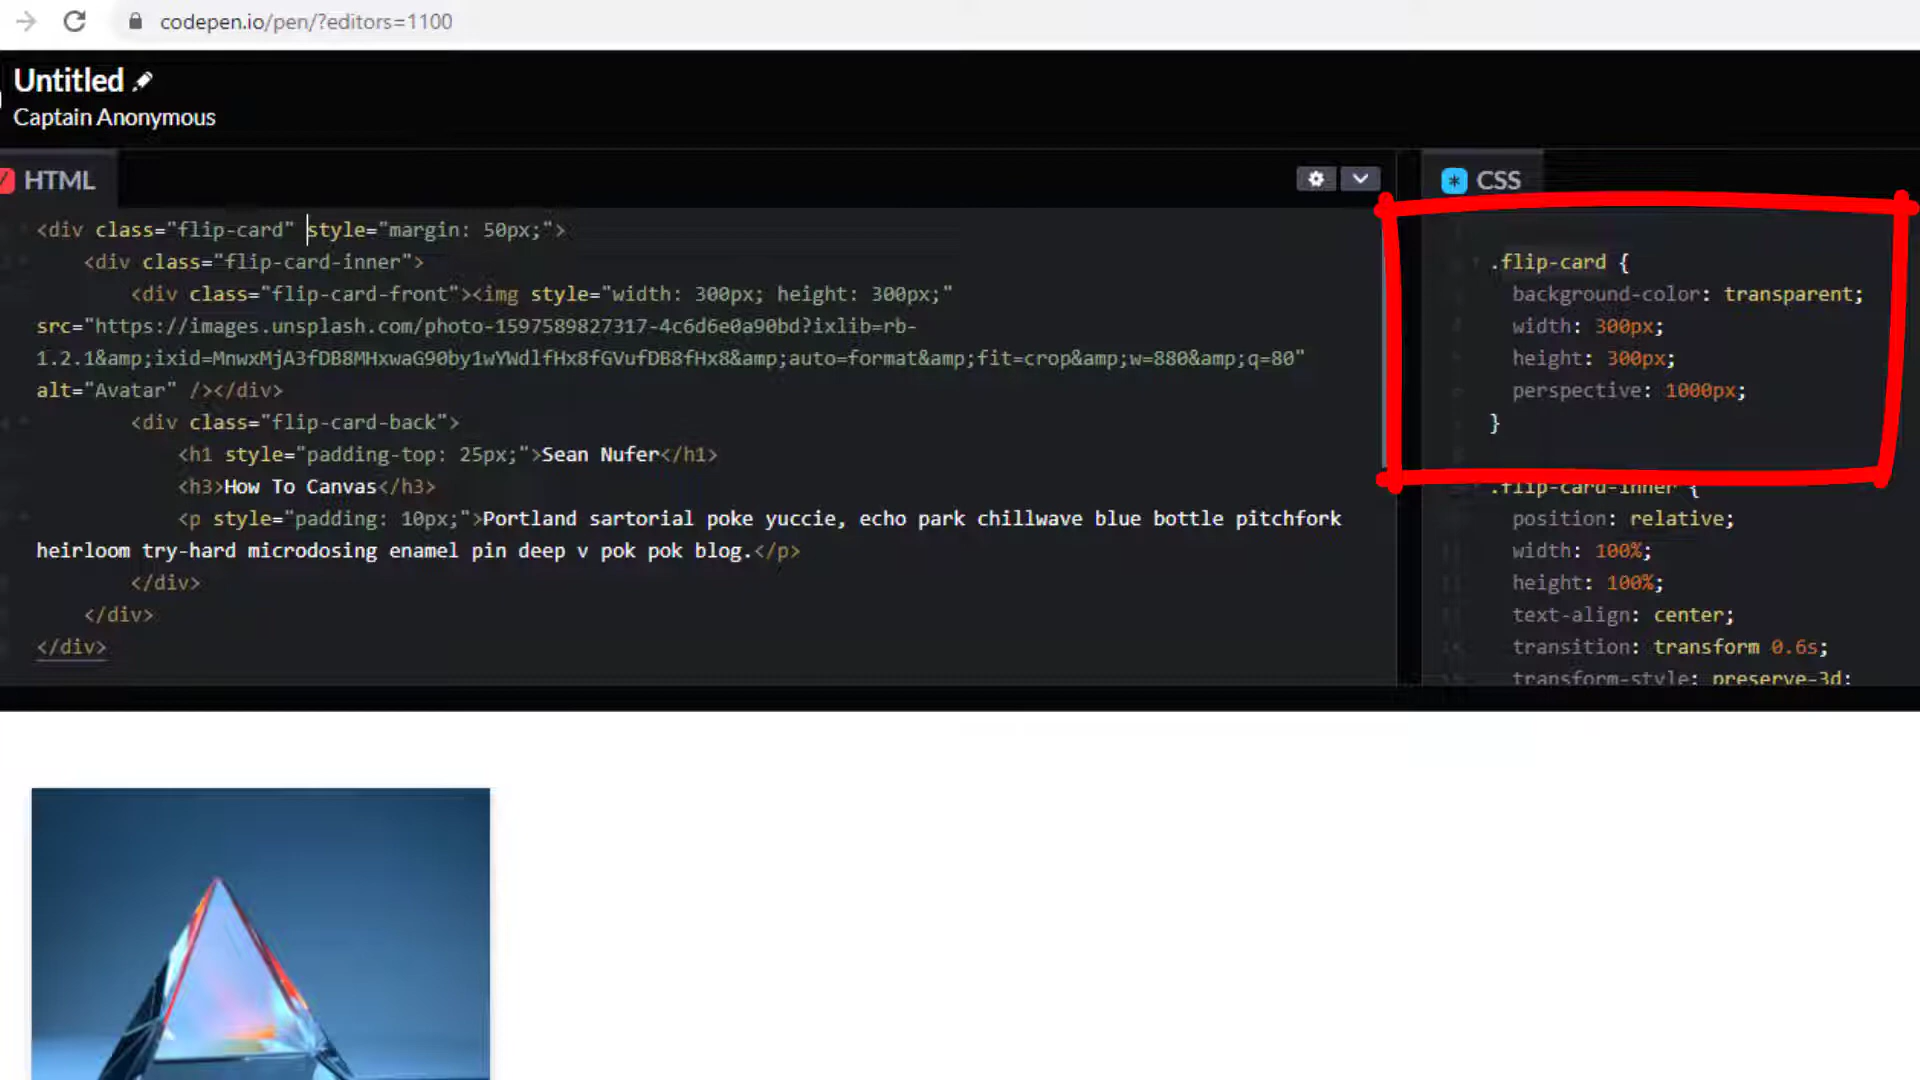 codepen.io/pen/?editors=1100
Untitled
Captain Anonymous
HTML
CSS
<div class="flip-card" style="margin: 50px;">
<div class="flip-card-inner">
<div class="flip-card-front"><img style="width: 300px; height: 300px;"
src="https://images.unsplash.com/photo-1597589827317-4c6d6e0a90bd?ixlib=rb-
1.2.1&amp;ixid=MnwxMjA3fDB8MHxwaG90by1wYWdlfHx8fGVufDB8fHx8&amp;auto=format&amp;fit=crop&amp;w=880&amp;q=80"
alt="Avatar" /></div>
<div class="flip-card-back">
<h1 style="padding-top: 25px;">Sean Nufer</h1>
<h3>How To Canvas</h3>
<p style="padding: 10px;">Portland sartorial poke yuccie, echo park chillwave blue bottle pitchfork
heirloom try-hard microdosing enamel pin deep v pok pok blog.</p>
</div>
</div>
</div>
.flip-card {
background-color: transparent;
width: 300px;
height: 300px;
perspective: 1000px;
}
.flip-card-inner {
position: relative;
width: 100%;
height: 100%;
text-align: center;
transition: transform 0.6s;
transform-style: preserve-3d;